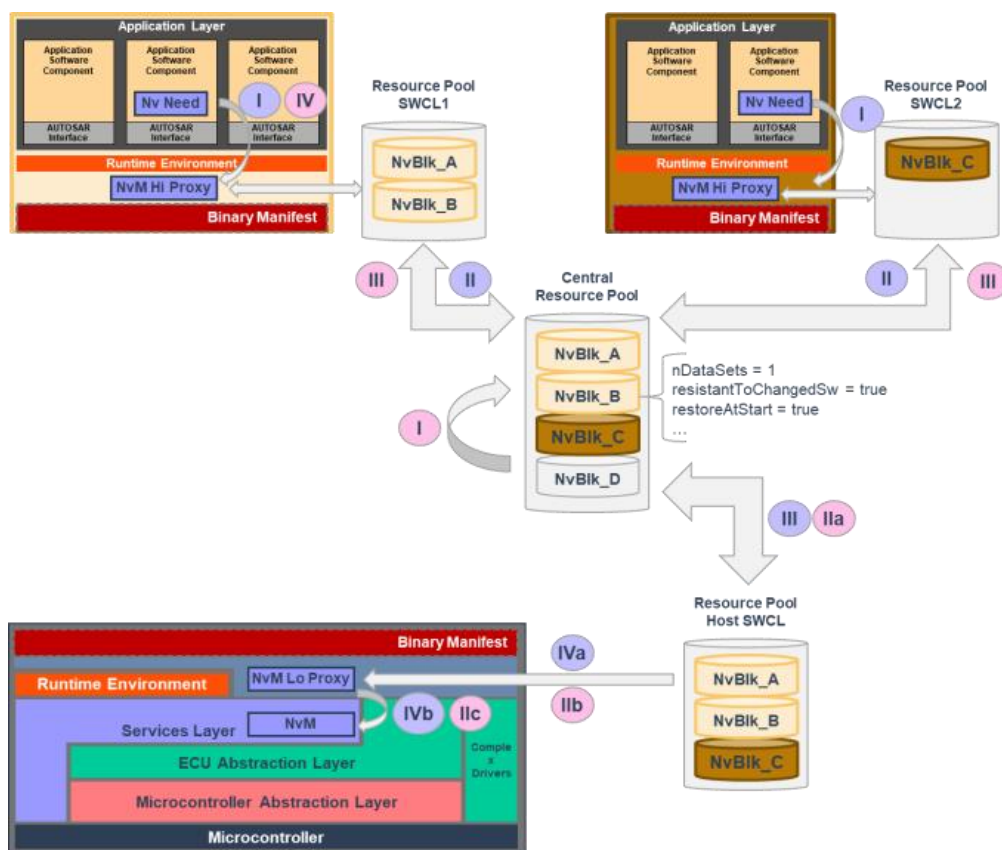 Application Layer
Application
Software
Component
Application
Software
Component
Application
Software
Component
Nv Need
I
IV
AUTOSAR
Interface
AUTOSAR
Interface
AUTOSAR
Interface
Runtime Environment
NvM Hi Proxy
Binary Manifest
Resource Pool
SWCL1
NvBlk_A
NvBlk_B
Application Layer
Application
Software
Component
Application
Software
Component
Nv Need
I
AUTOSAR
Interface
AUTOSAR
Interface
Runtime Environment
NvM Hi Proxy
Binary Manifest
Resource Pool
SWCL2
NvBlk_C
III
II
II
III
Central
Resource Pool
NvBlk_A
NvBlk_B
NvBlk_C
NvBlk_D
nDataSets = 1
resistantToChangedSw = true
restoreAtStart = true
...
I
III
IIa
Resource Pool
Host SWCL
NvBlk_A
NvBlk_B
NvBlk_C
IVa
IIb
Binary Manifest
Runtime Environment
NvM Lo Proxy
Services Layer
NvM
IVb
IIc
ECU Abstraction Layer
Comple
x
Drivers
Microcontroller Abstraction Layer
Microcontroller